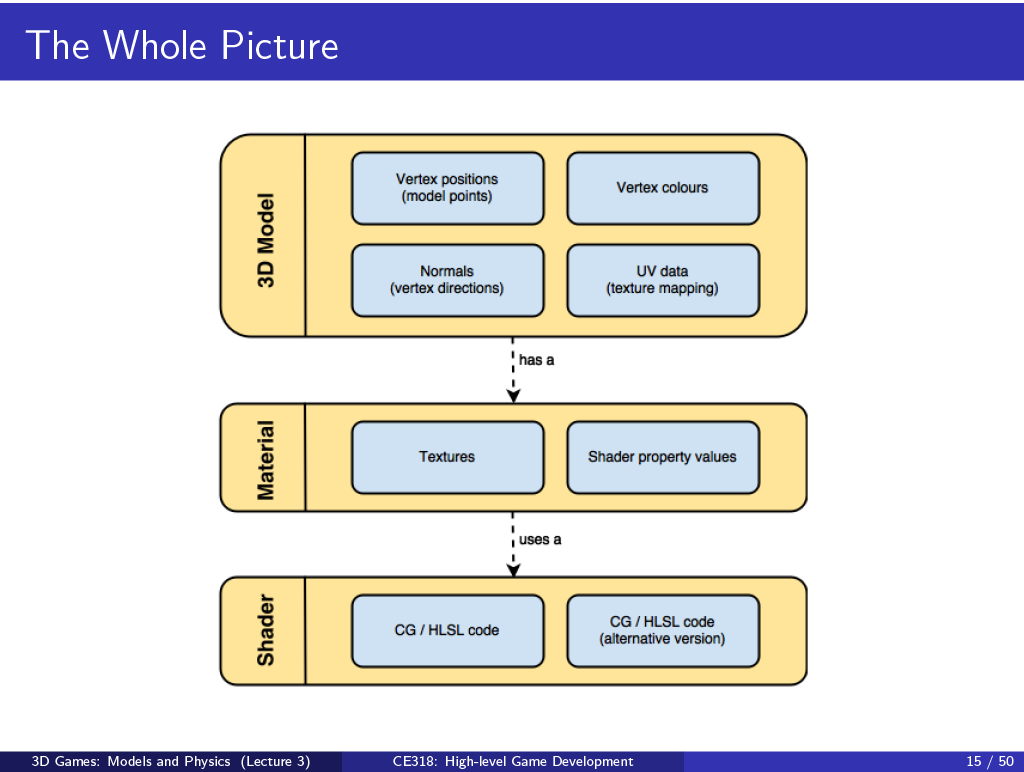 The Whole Picture
3D Model
Vertex positions
(model points)
Vertex colours
Normals
(vertex directions)
UV data
(texture mapping)
has a
Material
Textures
Shader property values
uses a
Shader
CG / HLSL code
CG / HLSL code
(alternative version)
3D Games: Models and Physics (Lecture 3)
CE318: High-level Game Development
15 / 50